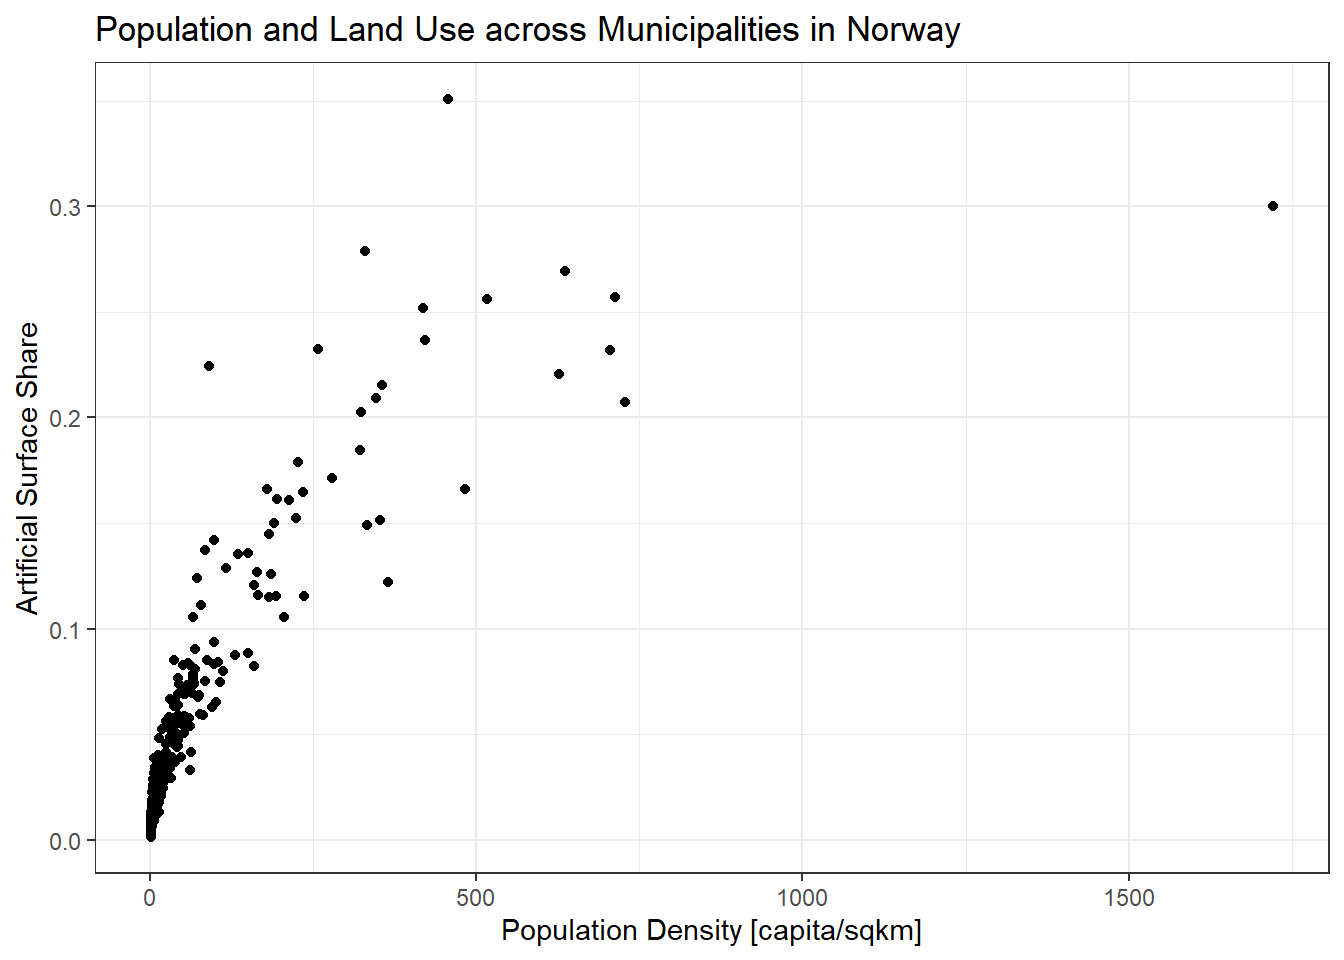 Population and Land Use across Municipalities in Norway
Artificial Surface Share
0.3
0.2
0.1
0.0
0
500
1000
1500
Population Density [capita/sqkm]